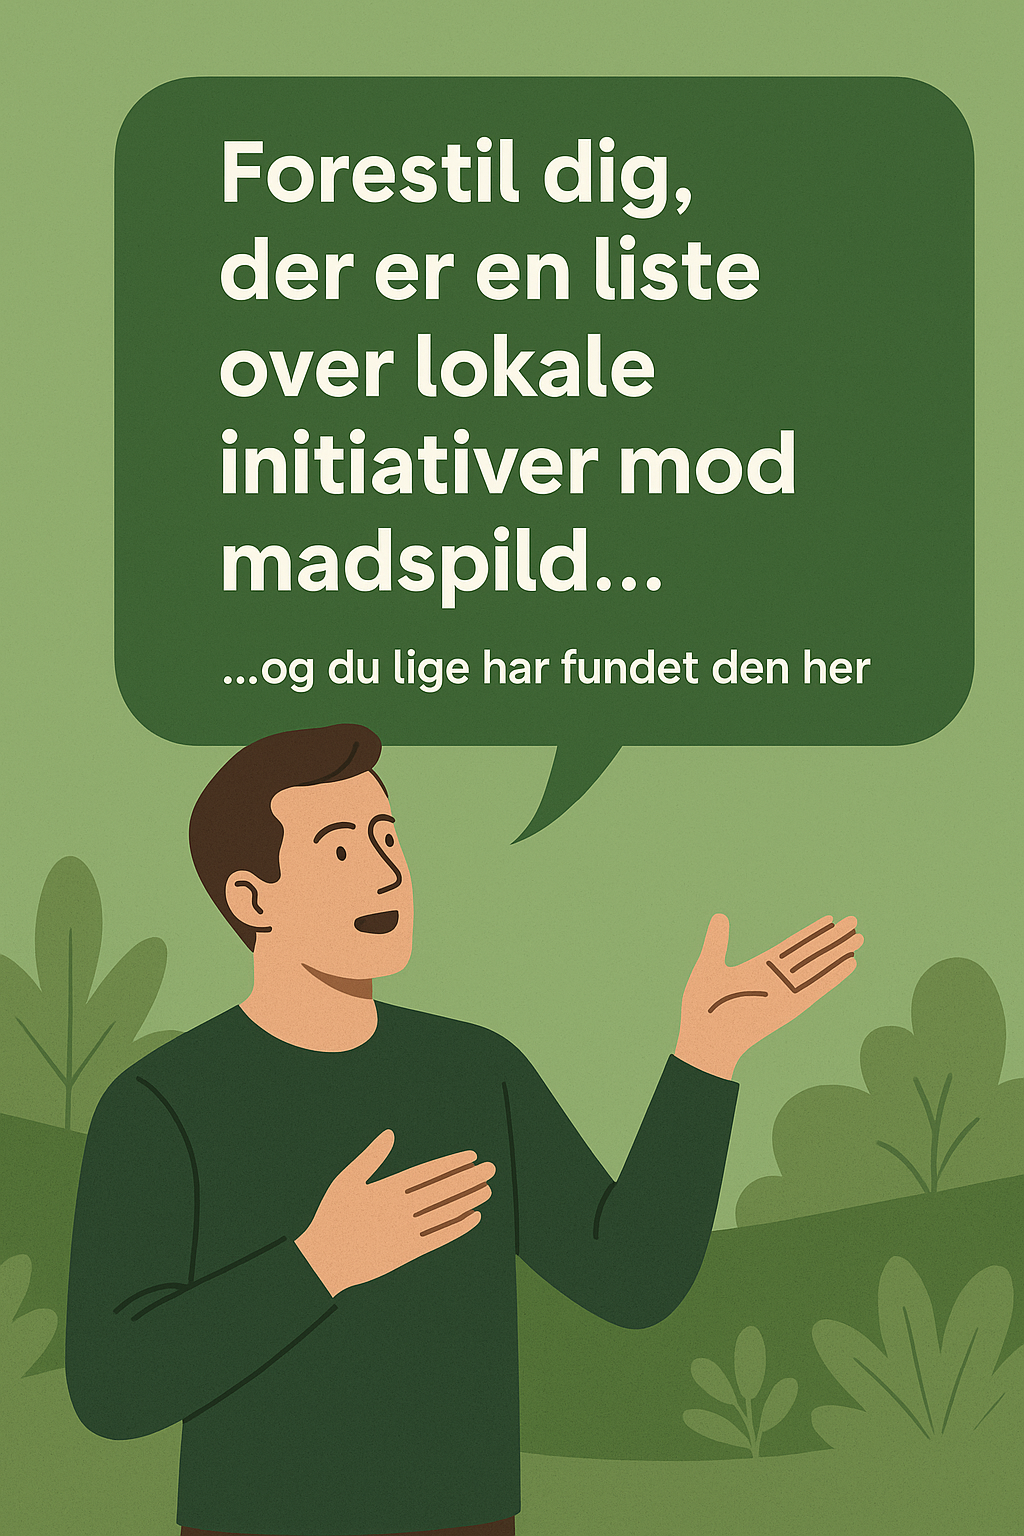 Forestil dig,
der er en liste
over lokale
initiativer mod
madspild...
...og du lige har fundet den her